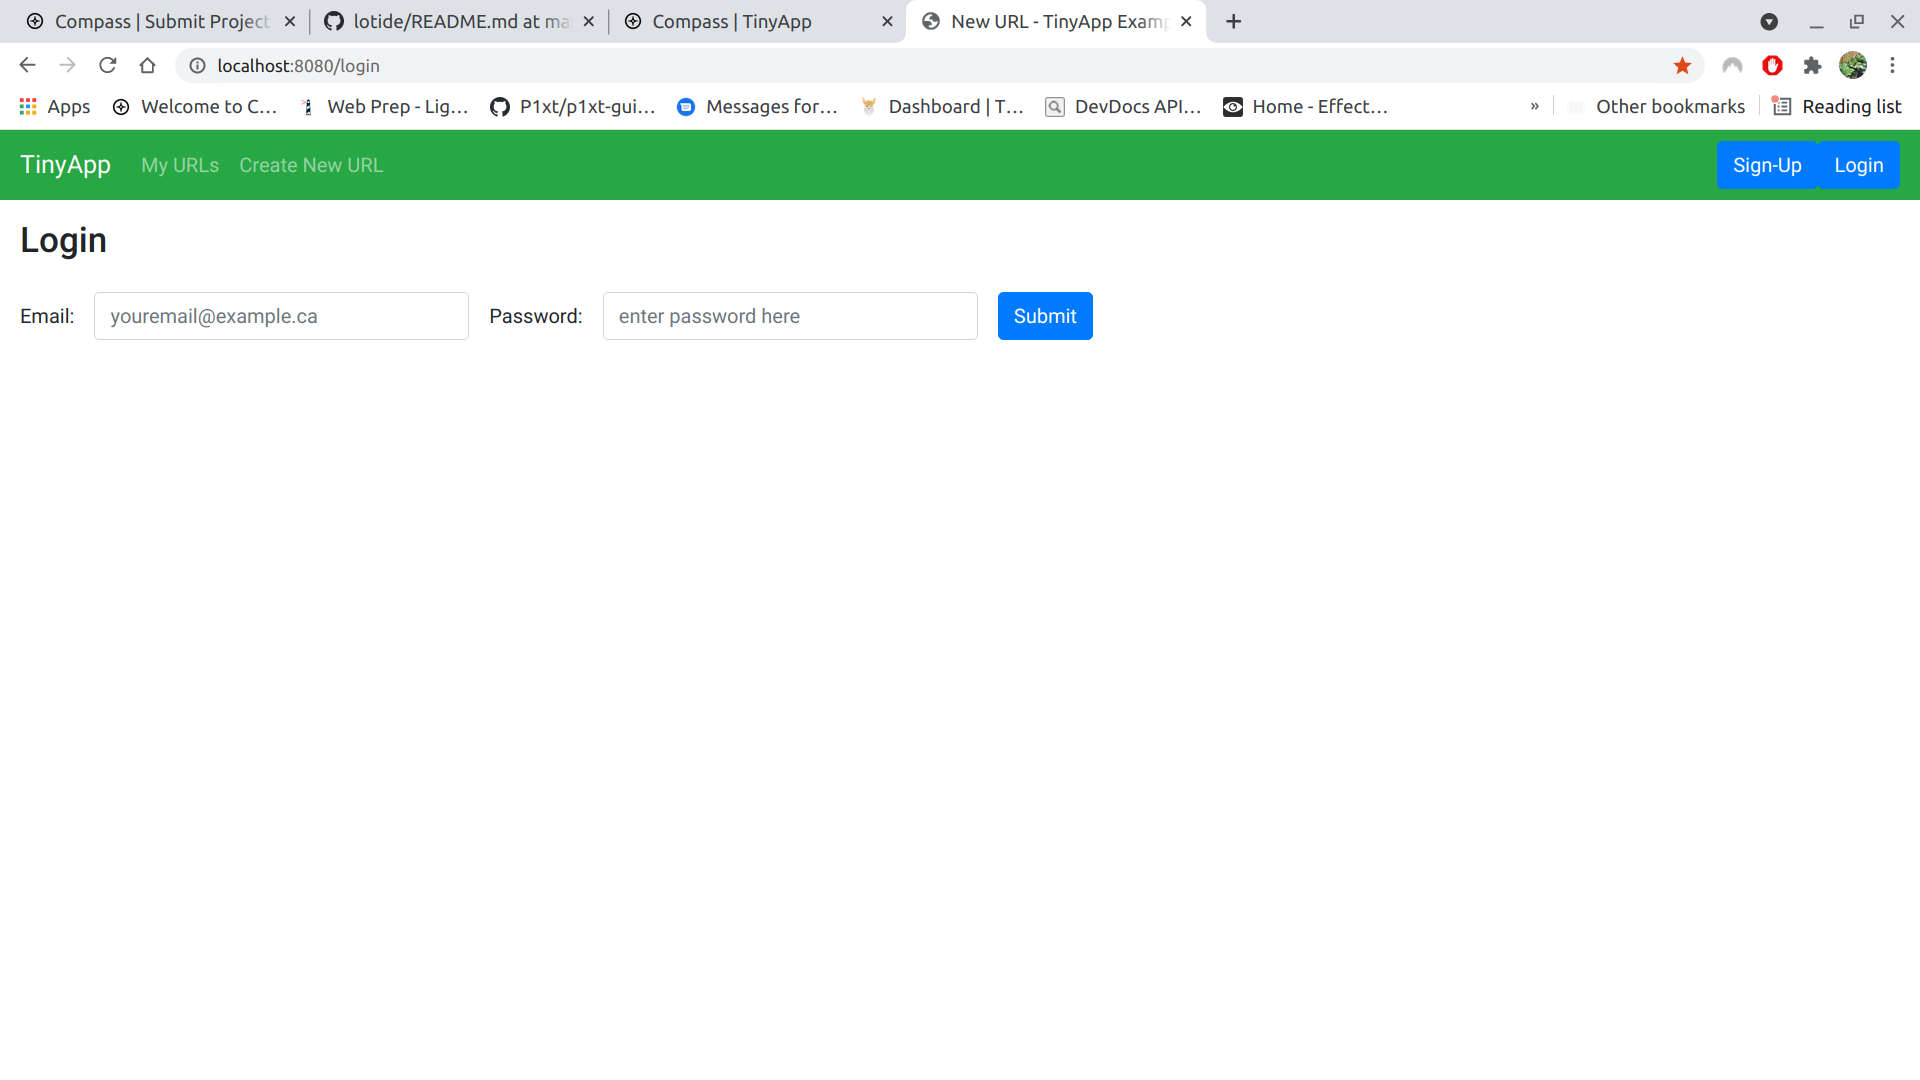 Compass | Submit Project
lotide/README.md at ma
Compass | TinyApp
New URL - TinyApp Examp
localhost:8080/login
Apps
Welcome to C...
Web Prep - Lig...
P1xt/p1xt-gui...
Messages for...
Dashboard | T...
DevDocs API...
Home - Effect...
»
Other bookmarks
Reading list
TinyApp
My URLs
Create New URL
Sign-Up
Login
Login
Email:
youremail@example.ca
Password:
enter password here
Submit